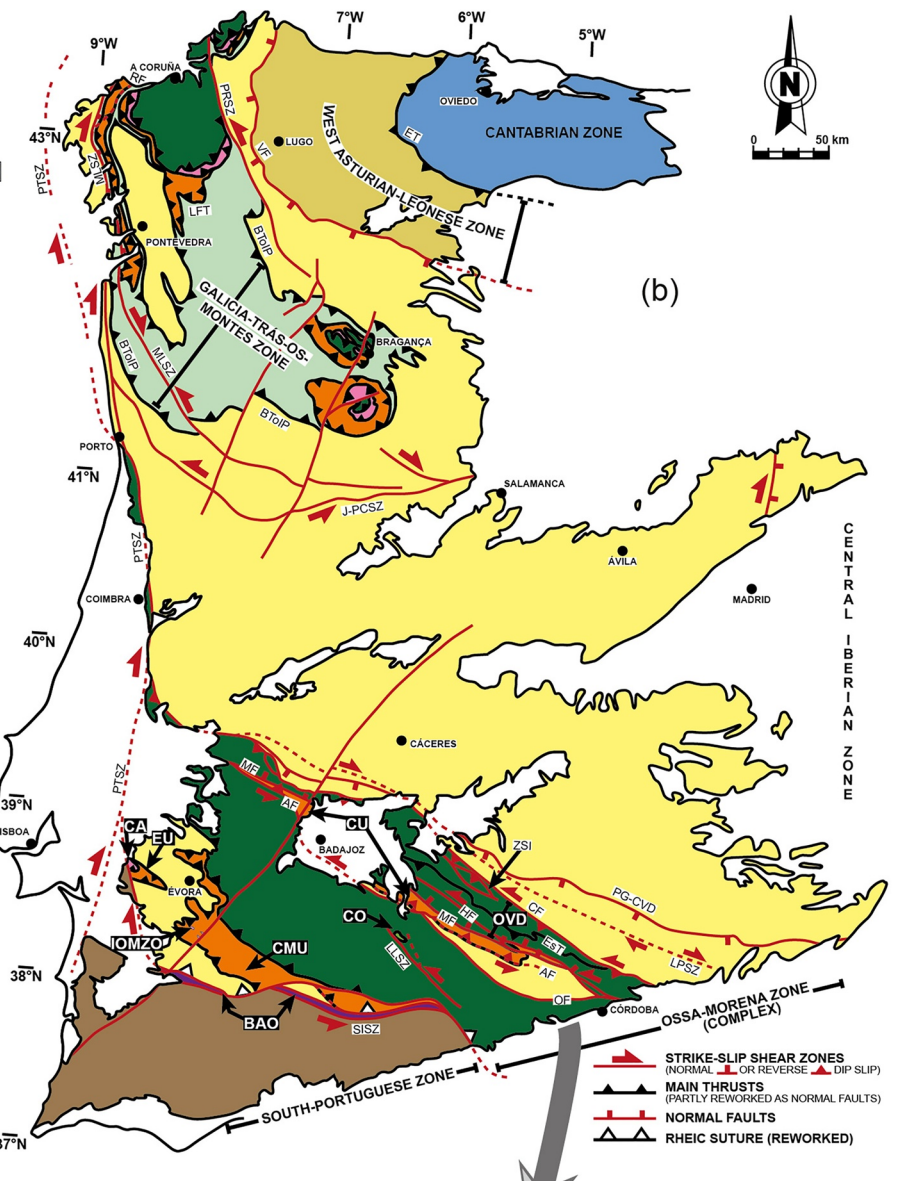 9°W
7°W
6°W
5°W
A CORUÑA
RF
PRSZ
OVIEDO
ET
CANTABRIAN ZONE
N
0 50 km
43°N
MLSZ
PTSZ
VF
LUGO
WEST ASTURIAN-LEONESE ZONE
LFT
BToIP
PONTEVEDRA
(b)
GALICIA-TRÁS-OS-
MONTES ZONE
BToIP
MLSZ
BRAGANÇA
BToIP
PORTO
41°N
SALAMANCA
J-PCSZ
PTSZ
ÁVILA
MADRID
COIMBRA
CENTRAL IBERIAN ZONE
40°N
CÁCERES
MF
PTSZ
AF
39°N
ISBOA
CA
EU
CU
BADAJOZ
ZSI
ÉVORA
PG-CVD
CF
HF
OVD
MF
CO
IOMZO
CMU
EsT
LLSZ
LPSZ
AF
38°N
OF
BAO
SISZ
CÓRDOBA
OSSA-MORENA ZONE
(COMPLEX)
SOUTH-PORTUGUESE ZONE
STRIKE-SLIP SHEAR ZONES
(NORMAL OR REVERSE DIP SLIP)
MAIN THRUSTS
(PARTLY REWORKED AS NORMAL FAULTS)
NORMAL FAULTS
RHEIC SUTURE (REWORKED)
37°N